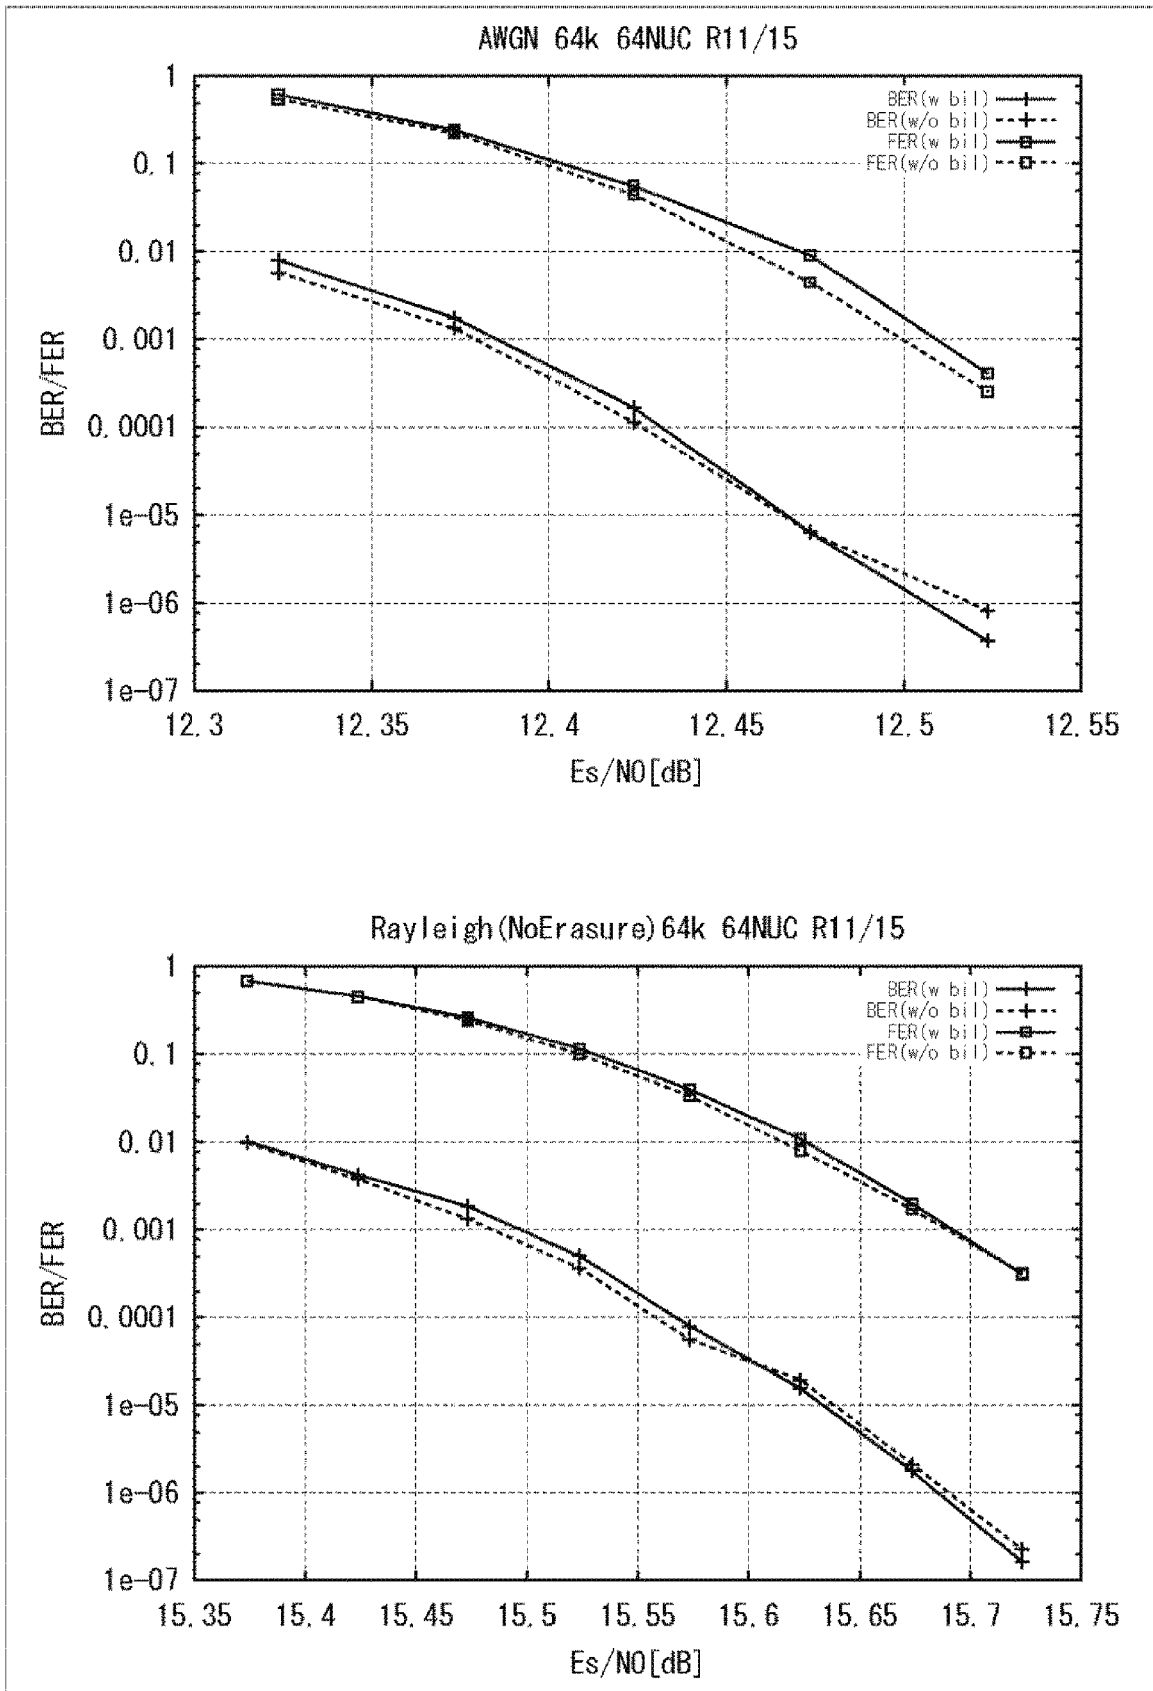 AWGN 64k 64NUC R11/15
1
0.1
0.01
0.001
0.0001
1e-05
1e-06
1e-07
BER/FER
BER(w bil)
BER(w/o bil)
FER(w bil)
FER(w/o bil)
12.3 12.35 12.4 12.45 12.5 12.55
Es/N0[dB]
Rayleigh(NoErasure)64k 64NUC R11/15
1
0.1
0.01
0.001
0.0001
1e-05
1e-06
1e-07
BER/FER
BER(w bil)
BER(w/o bil)
FER(w bil)
FER(w/o bil)
15.35 15.4 15.45 15.5 15.55 15.6 15.65 15.7 15.75
Es/N0[dB]